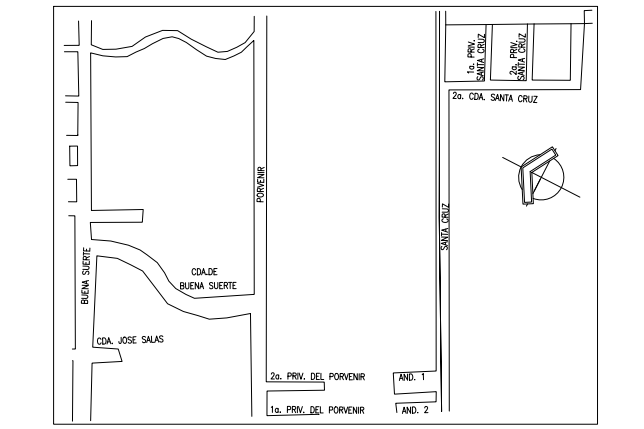 1a. PRIV.
SANTA CRUZ
2a. PRIV.
SANTA CRUZ
2a. CDA. SANTA CRUZ
PORVENIR
SANTA CRUZ
BUENA SUERTE
CDA.DE
BUENA SUERTE
CDA. JOSE SALAS
2a. PRIV. DEL PORVENIR
AND. 1
1a. PRIV. DEL PORVENIR
AND. 2